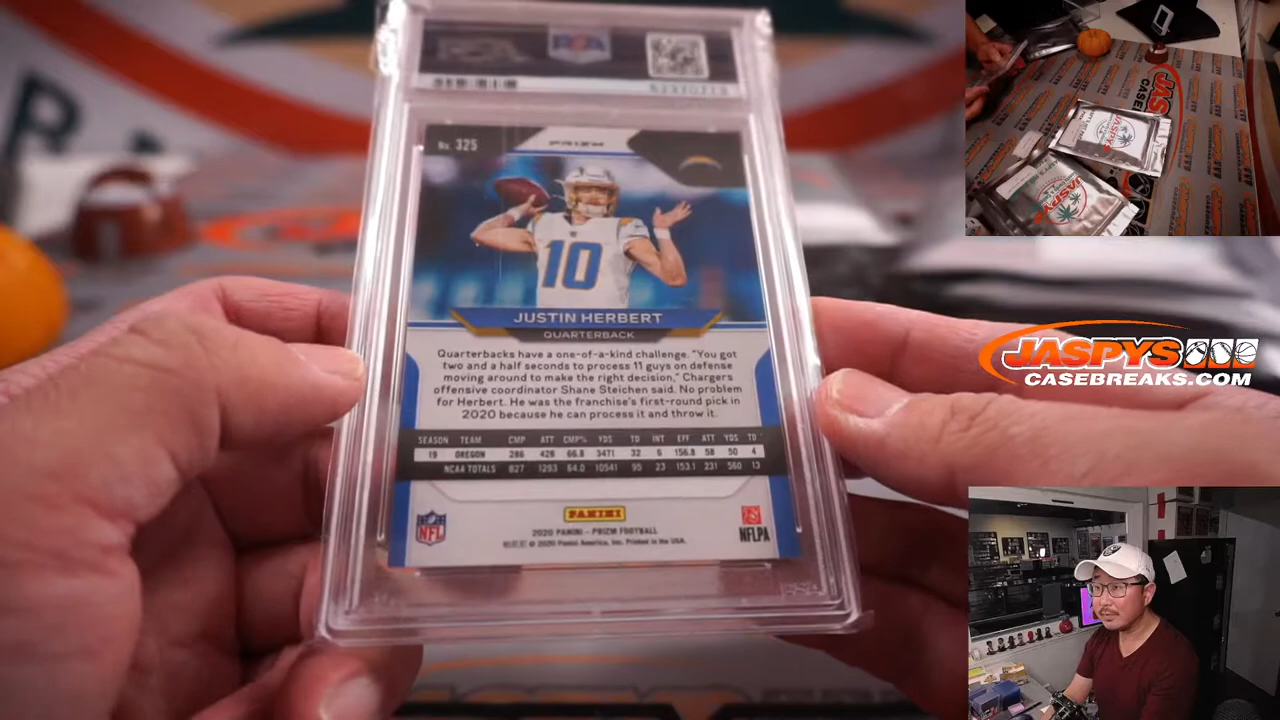 No. 325
PRIZM
10
JUSTIN HERBERT
QUARTERBACK
Quarterbacks have a one-of-a-kind challenge. "You got
two and a half seconds to process 11 guys on defense
moving around to make the right decision," Chargers
offensive coordinator Shane Steichen said. No problem
for Herbert. He was the franchise's first-round pick in
2020 because he can process it and throw it.
SEASON TEAM CMP ATT CMP% YDS TD INT EFF ATT YDS TD
19 OREGON 286 428 66.8 3471 32 6 156.8 58 50 4
NCAA TOTALS 827 1293 64.0 10541 95 23 153.1 231 560 13
NFL
PANINI
NFLPA
2020 PANINI - PRIZM FOOTBALL
© 2020 Panini America, Inc. Printed in the USA.
JASPYS
CASEBREAKS.COM
JASPYS
JASPYS
JASPYS